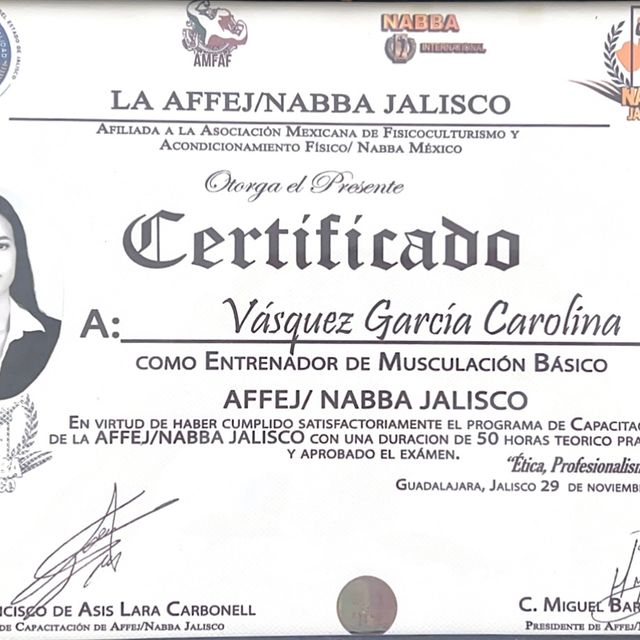 AMFAF
NABBA
INTERNATIONAL
LA AFFEJ/NABBA JALISCO
AFILIADA A LA ASOCIACIÓN MEXICANA DE FISICOCULTURISMO Y
ACONDICIONAMIENTO FÍSICO/ NABBA MÉXICO
Otorga el Presente
Certificado
A: Vásquez García Carolina
COMO ENTRENADOR DE MUSCULACIÓN BÁSICO
AFFEJ/ NABBA JALISCO
EN VIRTUD DE HABER CUMPLIDO SATISFACTORIAMENTE EL PROGRAMA DE
DE LA AFFEJ/NABBA JALISCO CON UNA DURACION DE 50 HORAS TEORICO
Y APROBADO EL EXÁMEN.
"Ética,
GUADALAJARA, JALISCO 29 DE
DE ASIS LARA CARBONELL
C. MIGUEL
DE CAPACITACIÓN DE AFFEJ/NABBA JALISCO
PRESIDENTE DE